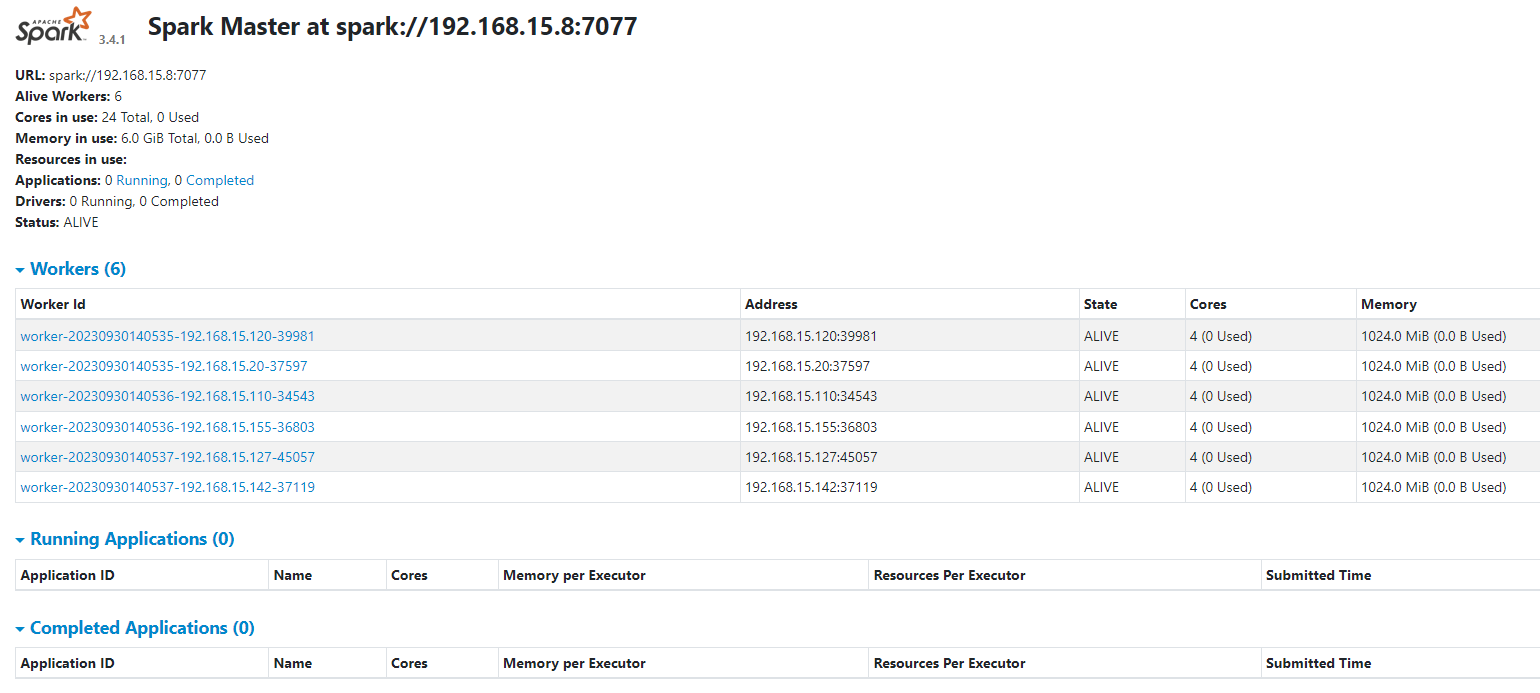 APACHE
Spark 3.4.1 Spark Master at spark://192.168.15.8:7077
URL: spark://192.168.15.8:7077
Alive Workers: 6
Cores in use: 24 Total, 0 Used
Memory in use: 6.0 GiB Total, 0.0 B Used
Resources in use:
Applications: 0 Running, 0 Completed
Drivers: 0 Running, 0 Completed
Status: ALIVE
Workers (6)
Worker Id Address State Cores Memory
worker-20230930140535-192.168.15.120-39981 192.168.15.120:39981 ALIVE 4 (0 Used) 1024.0 MiB (0.0 B Used)
worker-20230930140535-192.168.15.20-37597 192.168.15.20:37597 ALIVE 4 (0 Used) 1024.0 MiB (0.0 B Used)
worker-20230930140536-192.168.15.110-34543 192.168.15.110:34543 ALIVE 4 (0 Used) 1024.0 MiB (0.0 B Used)
worker-20230930140536-192.168.15.155-36803 192.168.15.155:36803 ALIVE 4 (0 Used) 1024.0 MiB (0.0 B Used)
worker-20230930140537-192.168.15.127-45057 192.168.15.127:45057 ALIVE 4 (0 Used) 1024.0 MiB (0.0 B Used)
worker-20230930140537-192.168.15.142-37119 192.168.15.142:37119 ALIVE 4 (0 Used) 1024.0 MiB (0.0 B Used)
Running Applications (0)
Application ID Name Cores Memory per Executor Resources Per Executor Submitted Time
Completed Applications (0)
Application ID Name Cores Memory per Executor Resources Per Executor Submitted Time